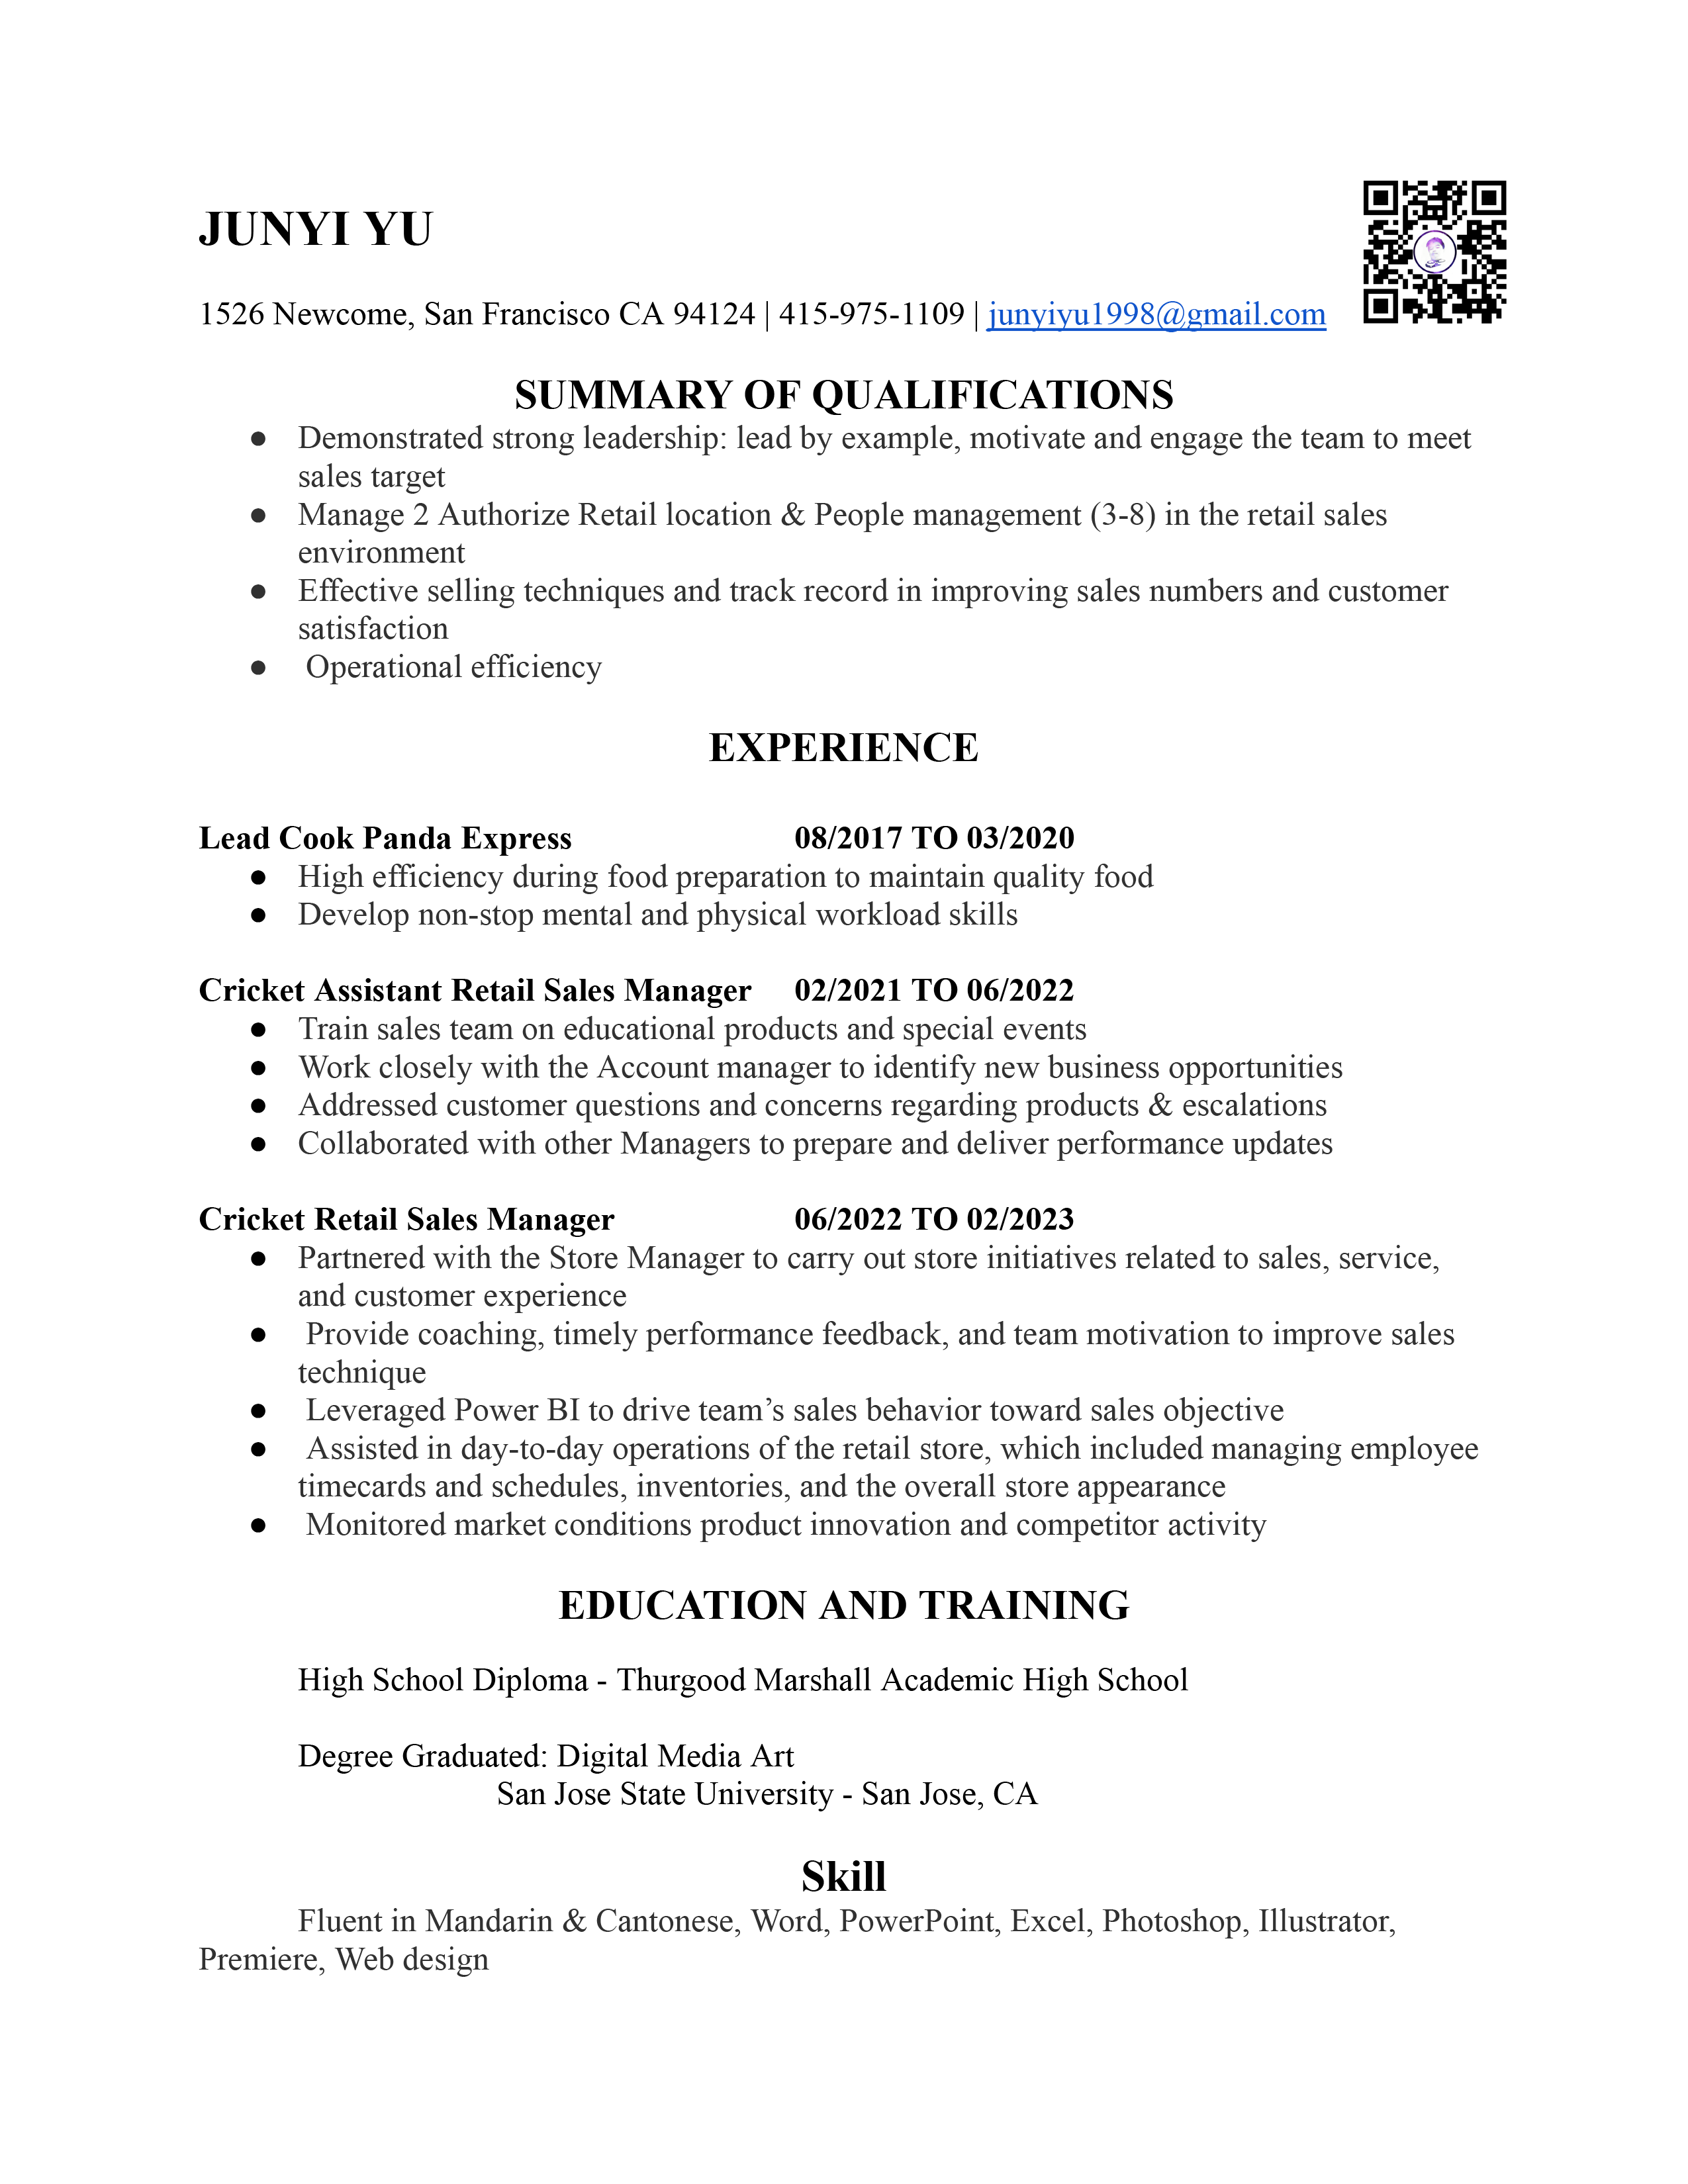 JUNYI YU
1526 Newcome, San Francisco CA 94124 | 415-975-1109 | junyiyu1998@gmail.com
SUMMARY OF QUALIFICATIONS
● Demonstrated strong leadership: lead by example, motivate and engage the team to meet
sales target
● Manage 2 Authorize Retail location & People management (3-8) in the retail sales
environment
● Effective selling techniques and track record in improving sales numbers and customer
satisfaction
● Operational efficiency
EXPERIENCE
Lead Cook Panda Express 08/2017 TO 03/2020
● High efficiency during food preparation to maintain quality food
● Develop non-stop mental and physical workload skills
Cricket Assistant Retail Sales Manager 02/2021 TO 06/2022
● Train sales team on educational products and special events
● Work closely with the Account manager to identify new business opportunities
● Addressed customer questions and concerns regarding products & escalations
● Collaborated with other Managers to prepare and deliver performance updates
Cricket Retail Sales Manager 06/2022 TO 02/2023
● Partnered with the Store Manager to carry out store initiatives related to sales, service,
and customer experience
● Provide coaching, timely performance feedback, and team motivation to improve sales
technique
● Leveraged Power BI to drive team’s sales behavior toward sales objective
● Assisted in day-to-day operations of the retail store, which included managing employee
timecards and schedules, inventories, and the overall store appearance
● Monitored market conditions product innovation and competitor activity
EDUCATION AND TRAINING
High School Diploma - Thurgood Marshall Academic High School
Degree Graduated: Digital Media Art
San Jose State University - San Jose, CA
Skill
Fluent in Mandarin & Cantonese, Word, PowerPoint, Excel, Photoshop, Illustrator,
Premiere, Web design